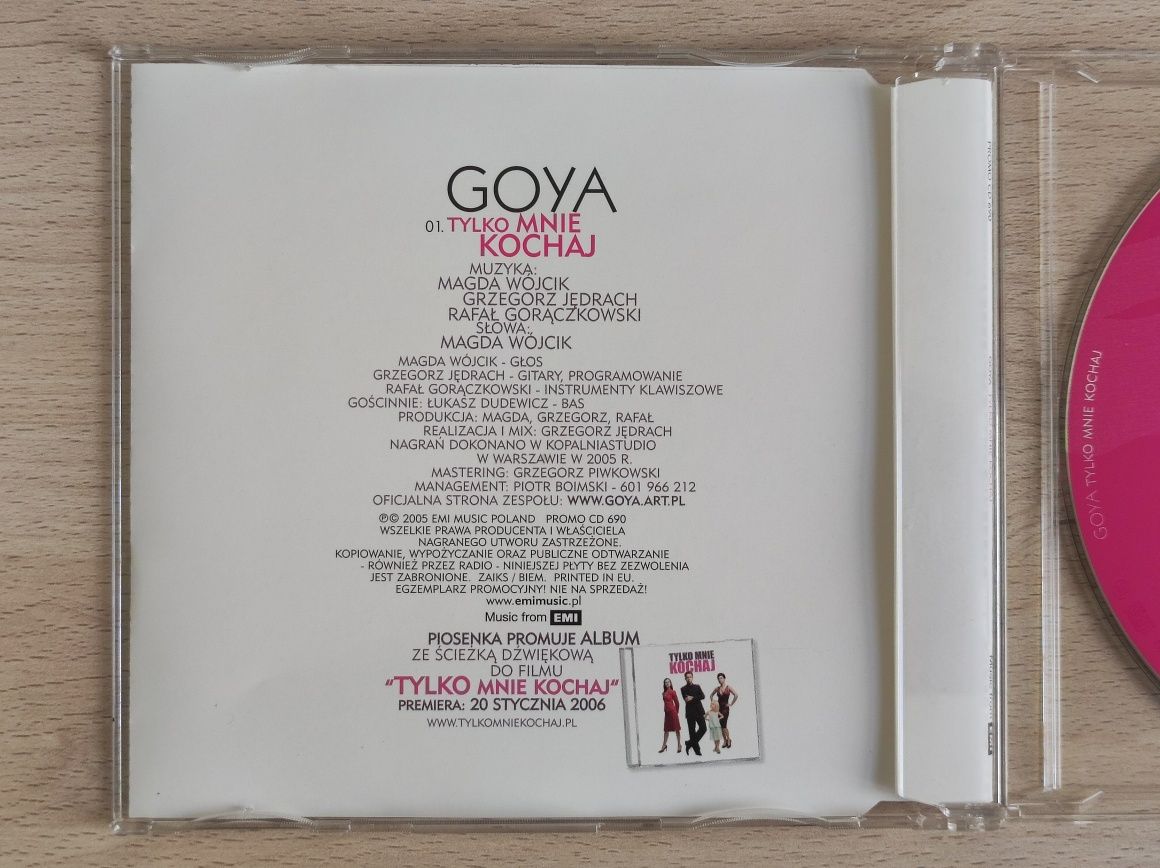 GOYA
01. TYLKO MNIE
KOCHAJ
MUZYKA:
MAGDA WÓJCIK
GRZEGORZ JĘDRACH
RAFAŁ GORĄCZKOWSKI
SŁOWA:
MAGDA WÓJCIK
MAGDA WÓJCIK - GŁOS
GRZEGORZ JĘDRACH - GITARY, PROGRAMOWANIE
RAFAŁ GORĄCZKOWSKI - INSTRUMENTY KLAWISZOWE
GOŚCINNIE: ŁUKASZ DUDEWICZ - BAS
PRODUKCJA: MAGDA, GRZEGORZ, RAFAŁ
REALIZACJA I MIX: GRZEGORZ JĘDRACH
NAGRAŃ DOKONANO W KOPALNIASTUDIO
W WARSZAWIE W 2005 R.
MASTERING: GRZEGORZ PIWKOWSKI
MANAGEMENT: PIOTR BOIMSKI - 601 966 212
OFICJALNA STRONA ZESPOŁU: WWW.GOYA.ART.PL
℗© 2005 EMI MUSIC POLAND PROMO CD 690
WSZELKIE PRAWA PRODUCENTA I WŁAŚCICIELA
NAGRANEGO UTWORU ZASTRZEŻONE.
KOPIOWANIE, WYPOŻYCZANIE ORAZ PUBLICZNE ODTWARZANIE
- RÓWNIEŻ PRZEZ RADIO - NINIEJSZEJ PŁYTY BEZ ZEZWOLENIA
JEST ZABRONIONE. ZAIKS / BIEM. PRINTED IN EU.
EGZEMPLARZ PROMOCYJNY! NIE NA SPRZEDAŻ!
www.emimusic.pl
Music from EMI
PIOSENKA PROMUJE ALBUM
ZE ŚCIEŻKĄ DŹWIĘKOWĄ
DO FILMU
“TYLKO MNIE KOCHAJ”
PREMIERA: 20 STYCZNIA 2006
WWW.TYLKOMNIEKOCHAJ.PL
TYLKO MNIE
KOCHAJ
PROMO CD 690
GOYA TYLKO MNIE KOCHAJ